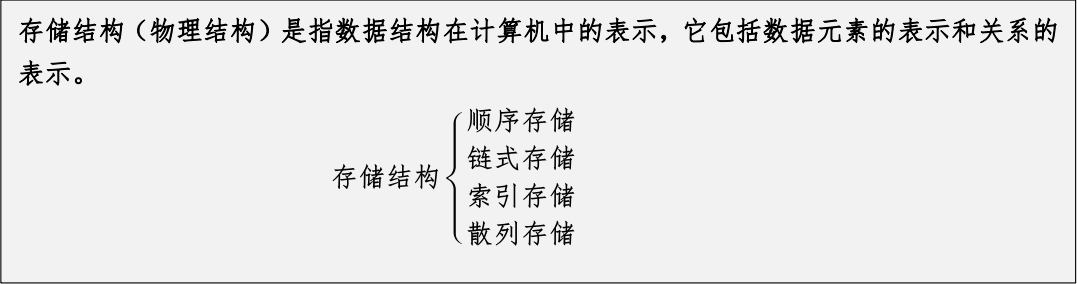 存储结构（物理结构）是指数据结构在计算机中的表示，它包括数据元素的表示和关系的
表示。
顺序存储
链式存储
存储结构
索引存储
散列存储